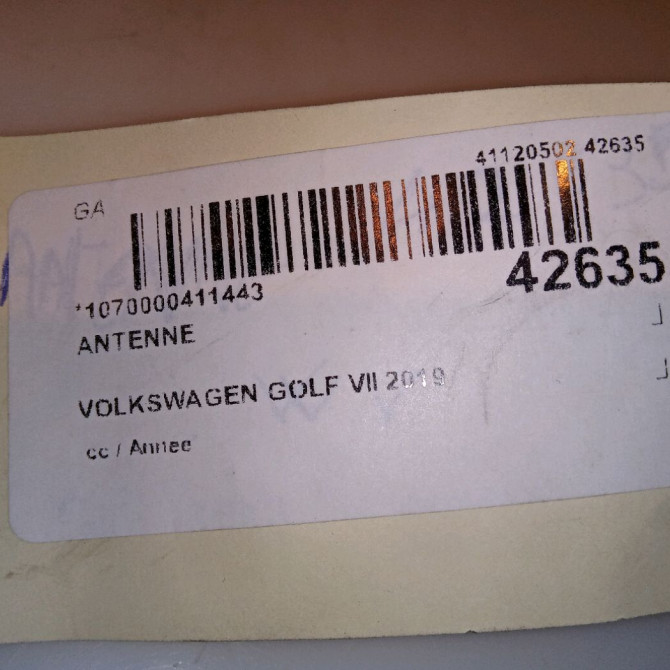 41120502 42635
GA
42635
*1070000411443
ANTENNE
VOLKSWAGEN GOLF VII 2019
cc / Annee